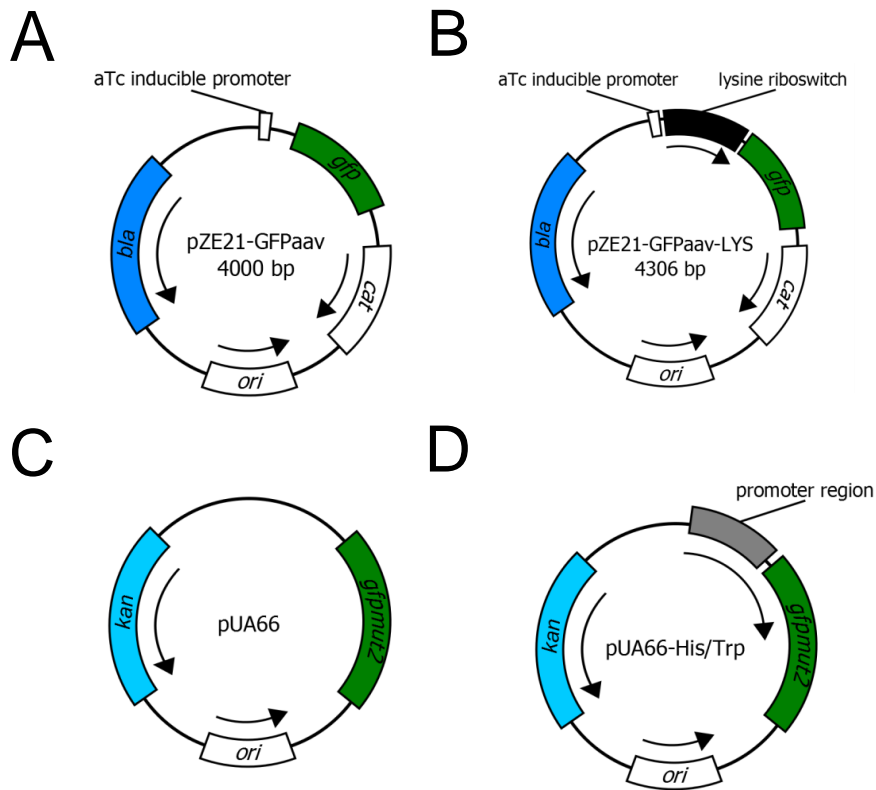 A
aTc inducible promoter
gfp
bla
pZE21-GFPaav
4000 bp
cat
ori
B
aTc inducible promoter
lysine riboswitch
gfp
bla
pZE21-GFPaav-LYS
4306 bp
cat
ori
C
kan
gfpmut2
pUA66
ori
D
promoter region
kan
gfpmut2
pUA66-His/Trp
ori